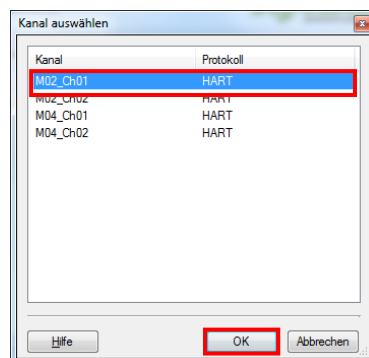 Kanal auswählen
Kanal Protokoll
M02_Ch01 HART
M02_Ch02 HART
M04_Ch01 HART
M04_Ch02 HART
Hilfe OK Abbrechen